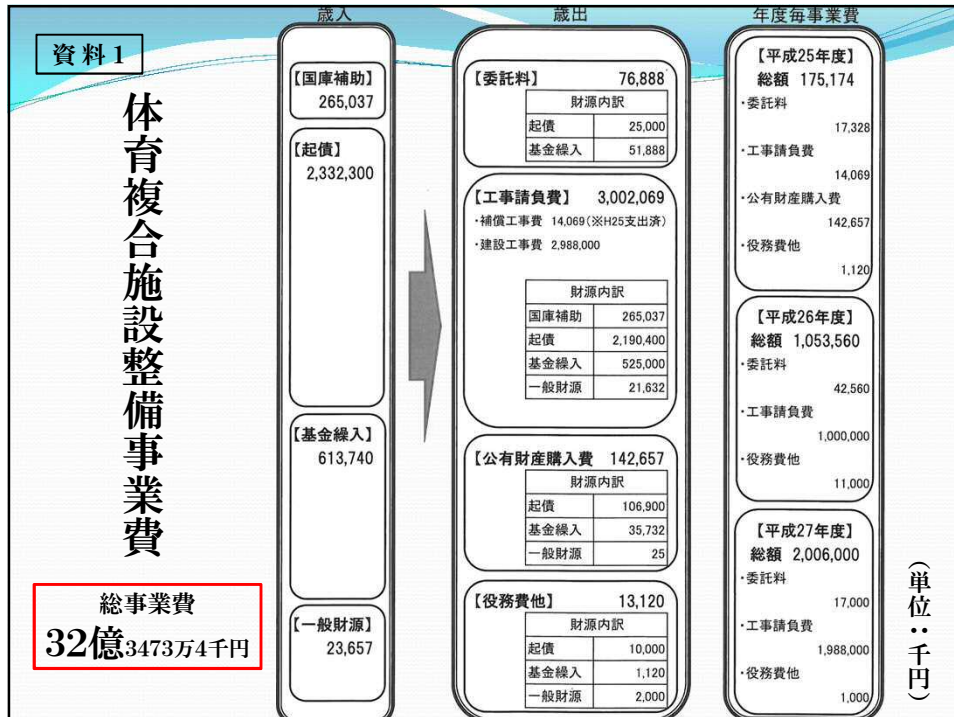 資料1
体育複合施設整備事業費
総事業費
32億3473万4千円
歳入
【国庫補助】
265,037
【起債】
2,332,300
【基金繰入】
613,740
【一般財源】
23,657
歳出
【委託料】 76,888
財源内訳
起債 25,000
基金繰入 51,888
【工事請負費】 3,002,069
・補償工事費 14,069(※H25支出済)
・建設工事費 2,988,000
財源内訳
国庫補助 265,037
起債 2,190,400
基金繰入 525,000
一般財源 21,632
【公有財産購入費 142,657
財源内訳
起債 106,900
基金繰入 35,732
一般財源 25
【役務費他】 13,120
財源内訳
起債 10,000
基金繰入 1,120
一般財源 2,000
年度毎事業費
【平成25年度】
総額 175,174
・委託料
17,328
・工事請負費
14,069
・公有財産購入費
142,657
・役務費他
1,120
【平成26年度】
総額 1,053,560
・委託料
42,560
・工事請負費
1,000,000
・役務費他
11,000
【平成27年度】
総額 2,006,000
・委託料
17,000
・工事請負費
1,988,000
・役務費他
1,000
(単位：千円)